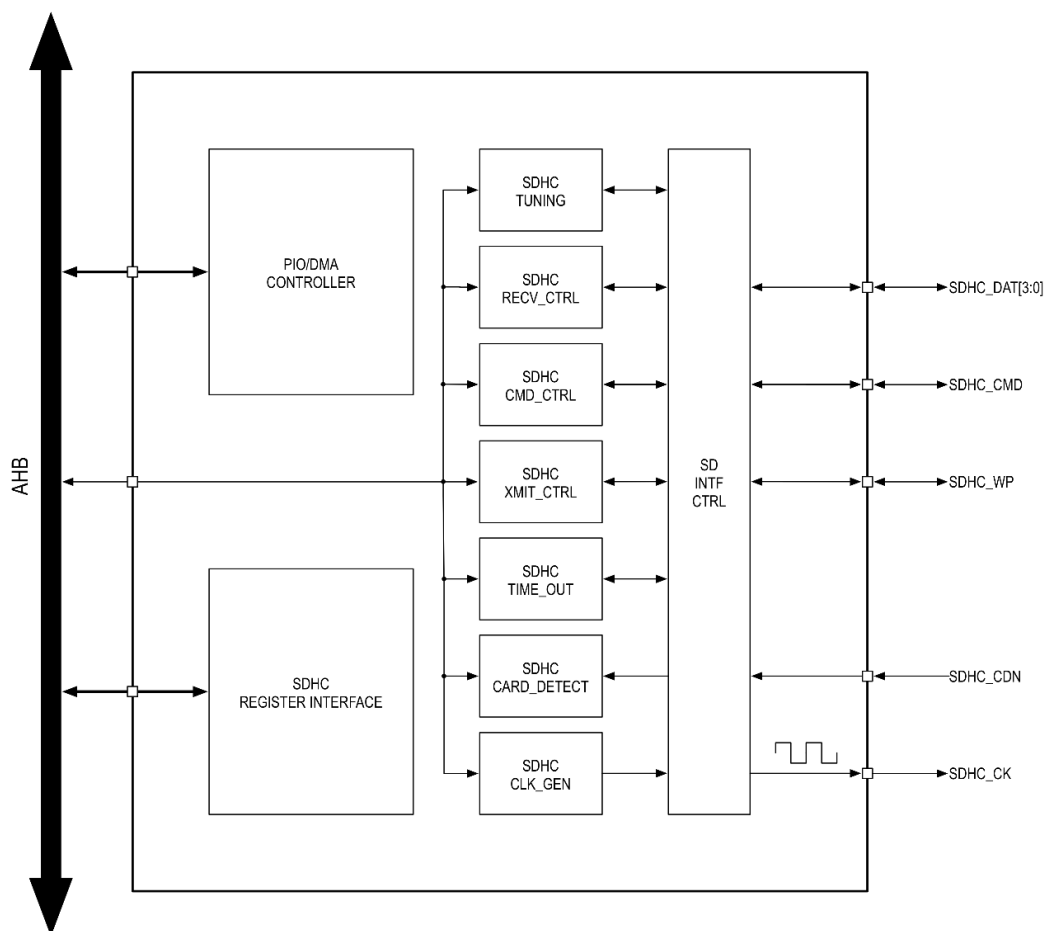 AHB
PIO/DMA
CONTROLLER
SDHC
REGISTER INTERFACE
SDHC
TUNING
SDHC
RECV_CTRL
SDHC
CMD_CTRL
SDHC
XMIT_CTRL
SDHC
TIME_OUT
SDHC
CARD_DETECT
SDHC
CLK_GEN
SD
INTF
CTRL
SDHC_DAT[3:0]
SDHC_CMD
SDHC_WP
SDHC_CDN
SDHC_CK